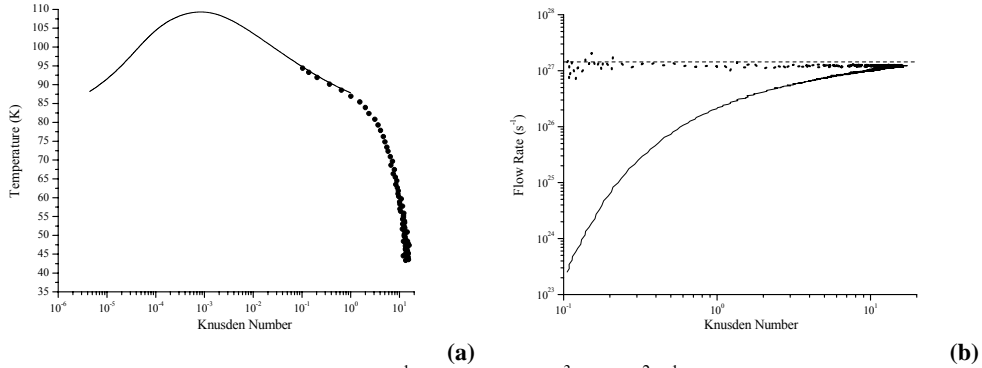 110
105
100
95
90
85
80
75
70
65
60
55
50
45
40
35
Temperature (K)
10⁻⁶ 10⁻⁵ 10⁻⁴ 10⁻³ 10⁻² 10⁻¹ 10⁰ 10¹
Knusden Number
(a)
10²⁸
10²⁷
10²⁶
10²⁵
10²⁴
10²³
Flow Rate (s⁻¹)
10⁻¹ 10⁰ 10¹
Knusden Number
(b)